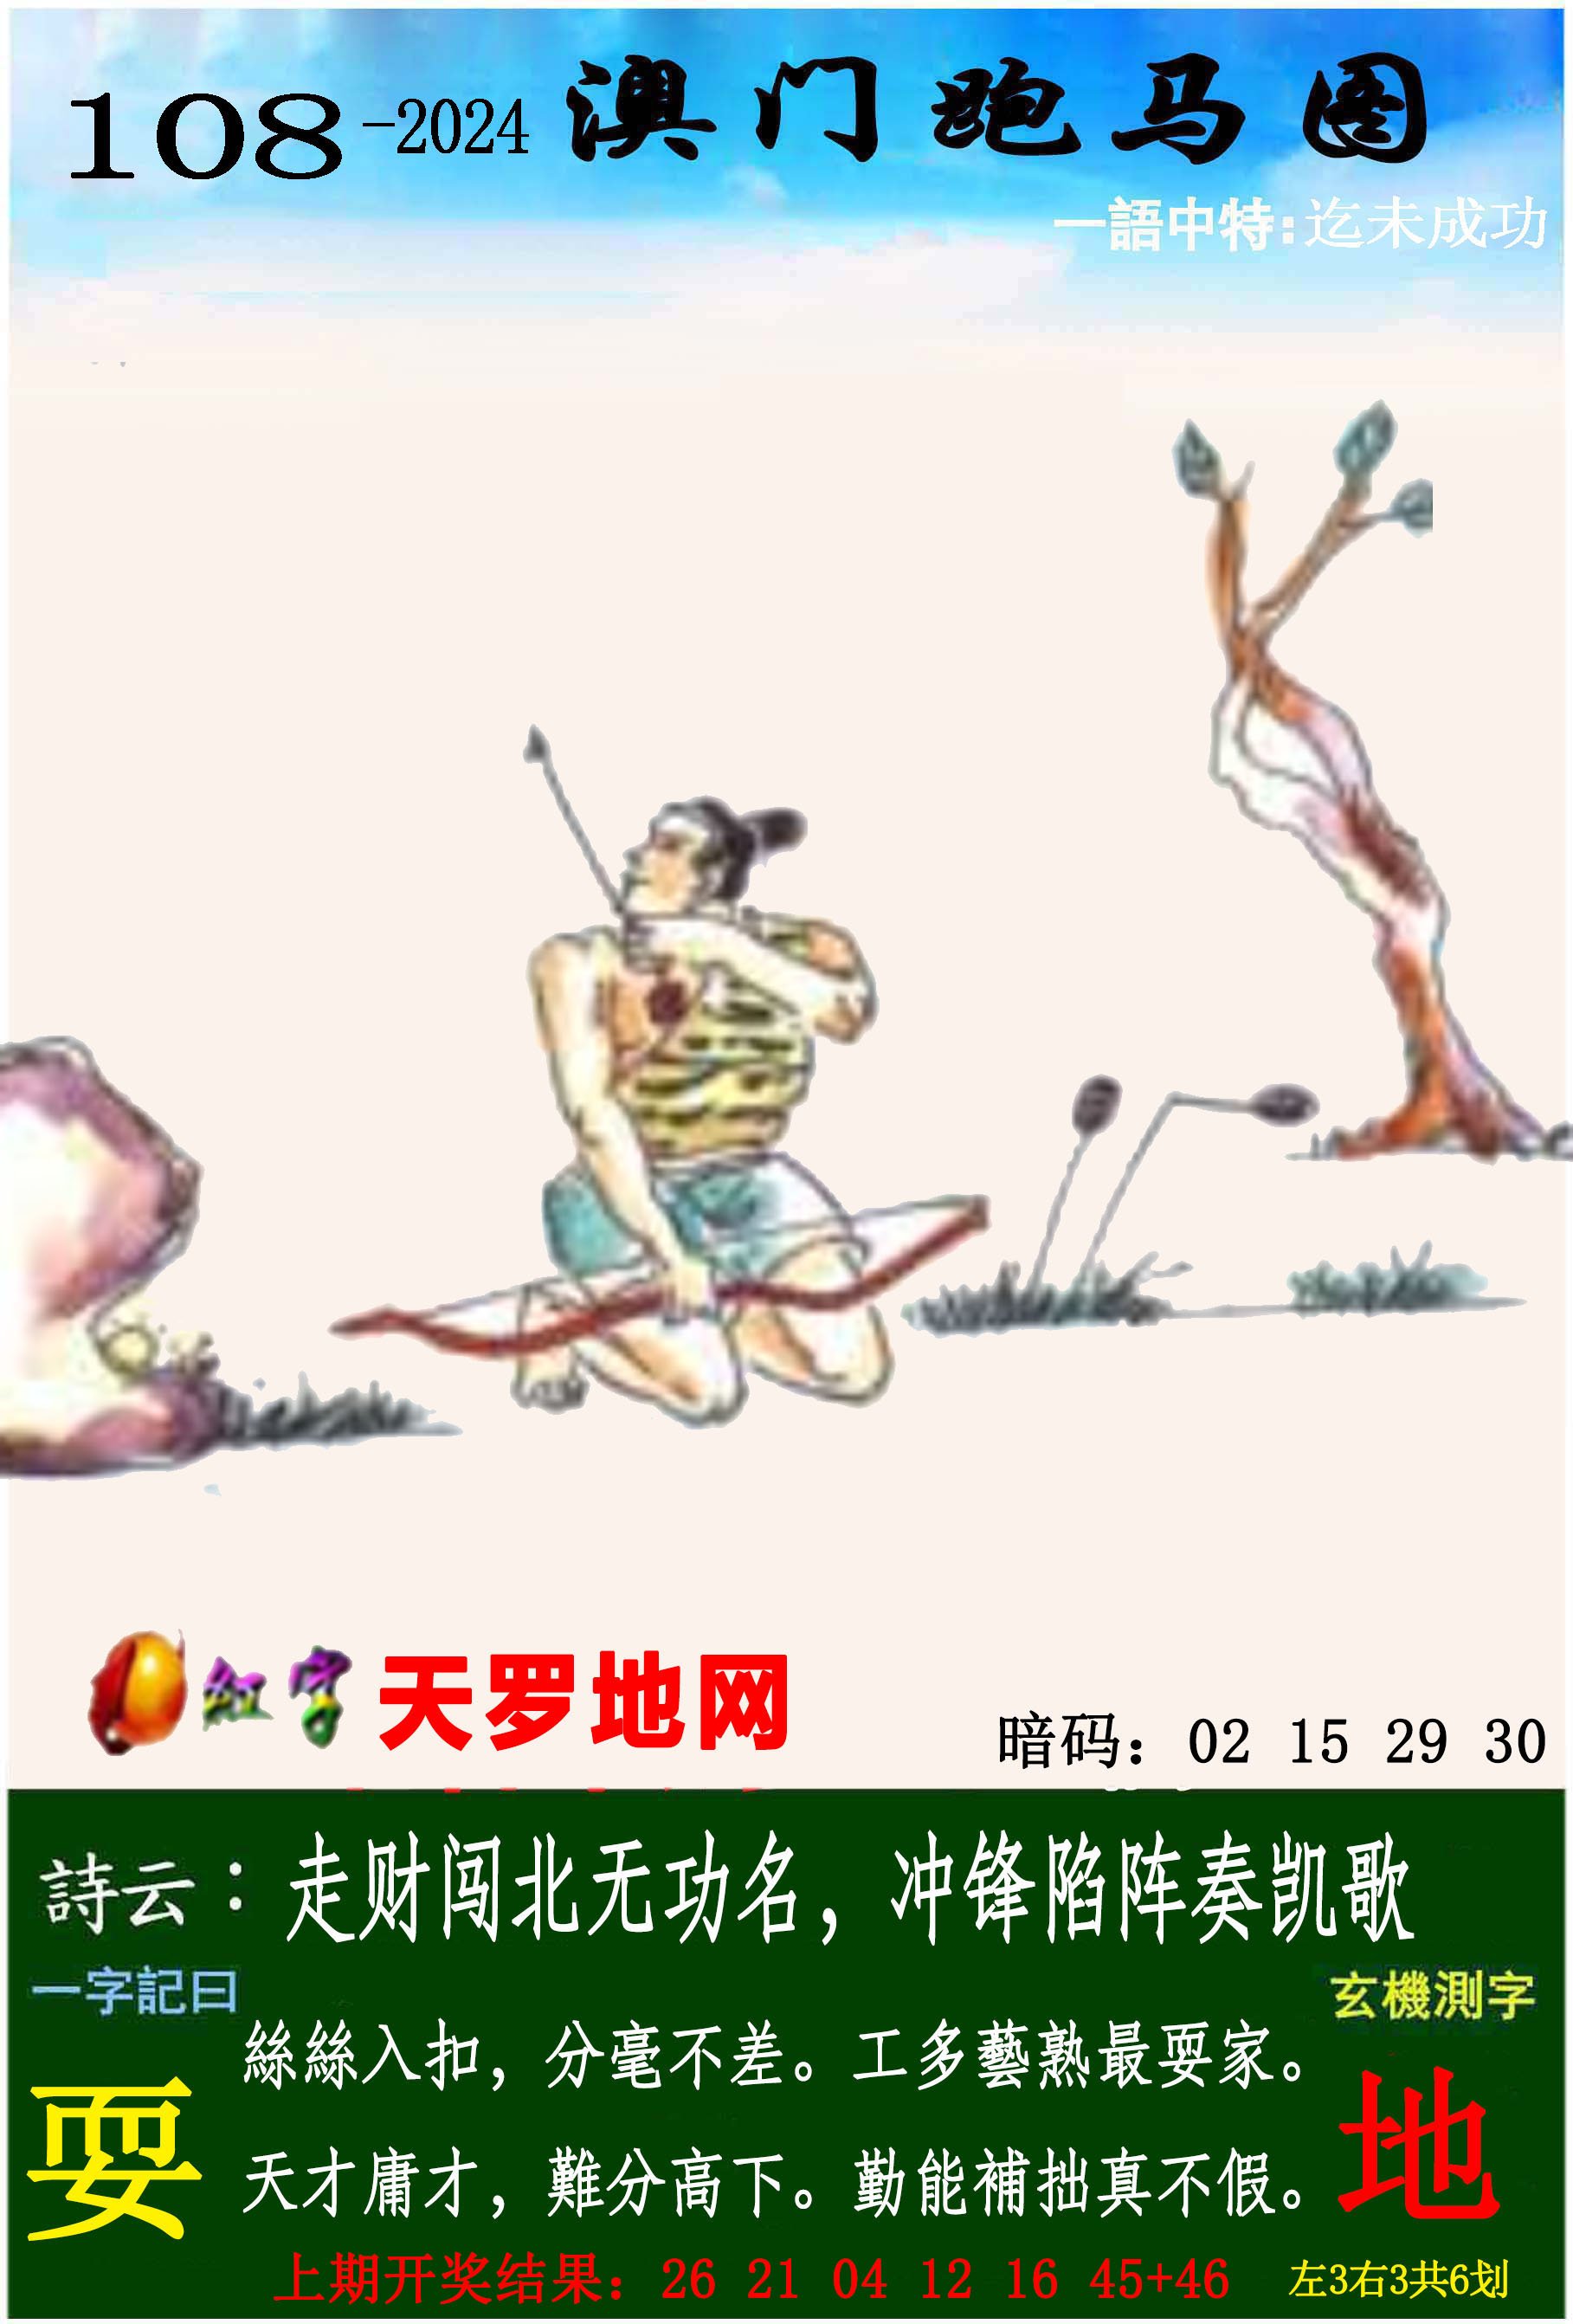 108-2024 澳门跑马图
一語中特:迄未成功
红字 天罗地网
暗码：02 15 29 30
詩云：走财闯北无功名，冲锋陷阵奏凯歌
一字記曰
玄機測字
絲絲入扣，分毫不差。工多藝熟最耍家。
耍
地
天才庸才，難分高下。勤能補拙真不假。
上期开奖结果：26 21 04 12 16 45+46
左3右3共6划